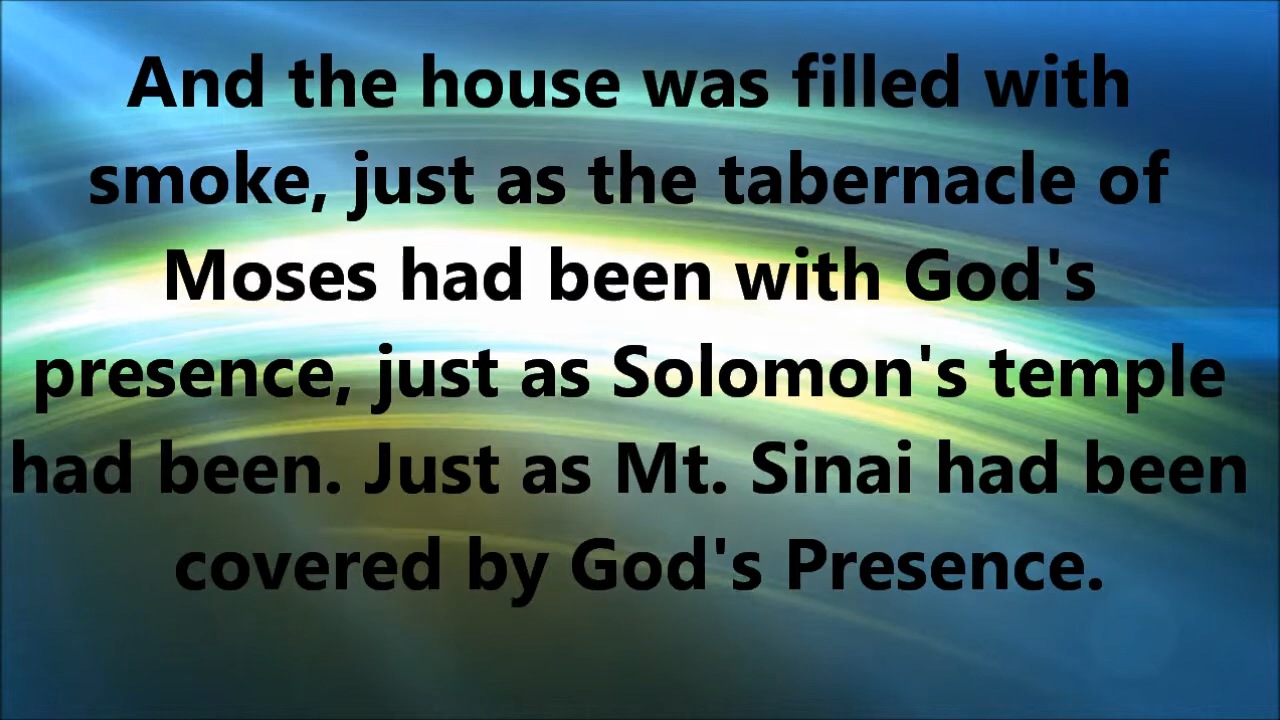 And the house was filled with
smoke, just as the tabernacle of
Moses had been with God's
presence, just as Solomon's temple
had been. Just as Mt. Sinai had been
covered by God's Presence.